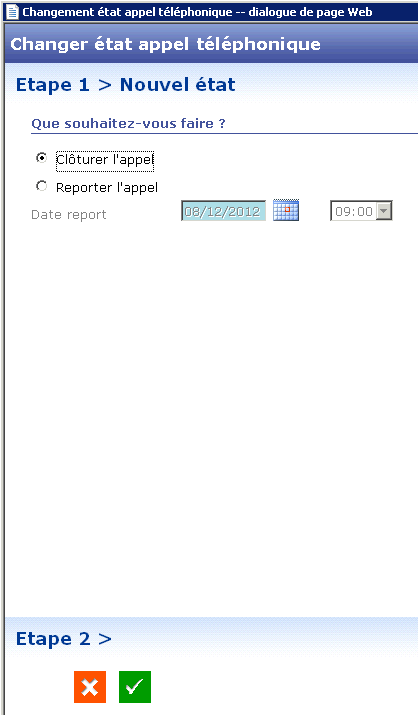 Changement état appel téléphonique -- dialogue de page Web
Changer état appel téléphonique
Etape 1 > Nouvel état
Que souhaitez-vous faire ?
Clôturer l'appel
Reporter l'appel
Date report 08/12/2012 09:00
Etape 2 >